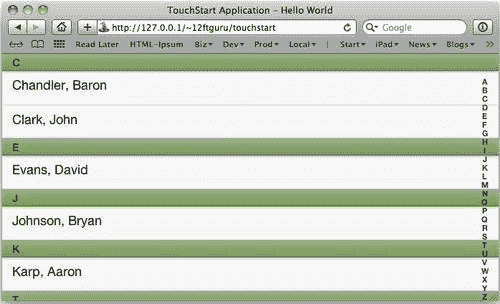 TouchStart Application – Hello World
http://127.0.0.1/~12ftguru/touchstart
Google
Read Later HTML-Ipsum Biz Dev Prod Local Start iPad News Blogs
C
Chandler, Baron
Clark, John
E
Evans, David
J
Johnson, Bryan
K
Karp, Aaron
T
A
B
C
D
E
F
G
H
I
J
K
L
M
N
O
P
Q
R
S
T
U
V
W
X
Y
Z